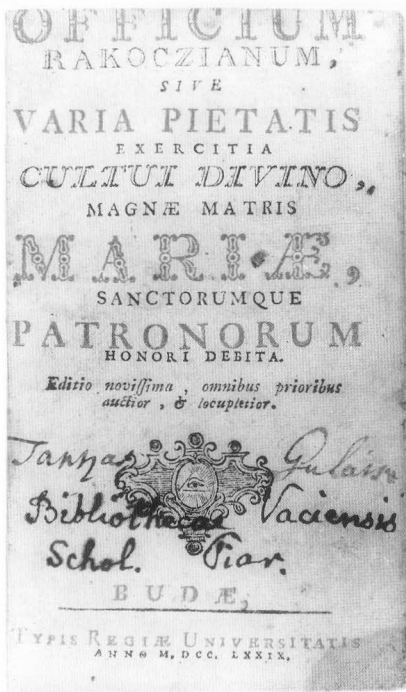 OFFICIUM
RAKOCZIANUM,
SIVE
VARIA PIETATIS
EXERCITIA
CULTUI DIVINO,
MAGNÆ MATRIS
MARIÆ,
SANCTORUMQUE
PATRONORUM
HONORI DEBITA.
Editio noviſſima, omnibus prioribus
auctior, & locupletior.
Bibliothecae Vaciensis
Schol. Piar.
BUDÆ,
TYPIS REGIÆ UNIVERSITATIS
ANNO M, DCC. LXXIX,